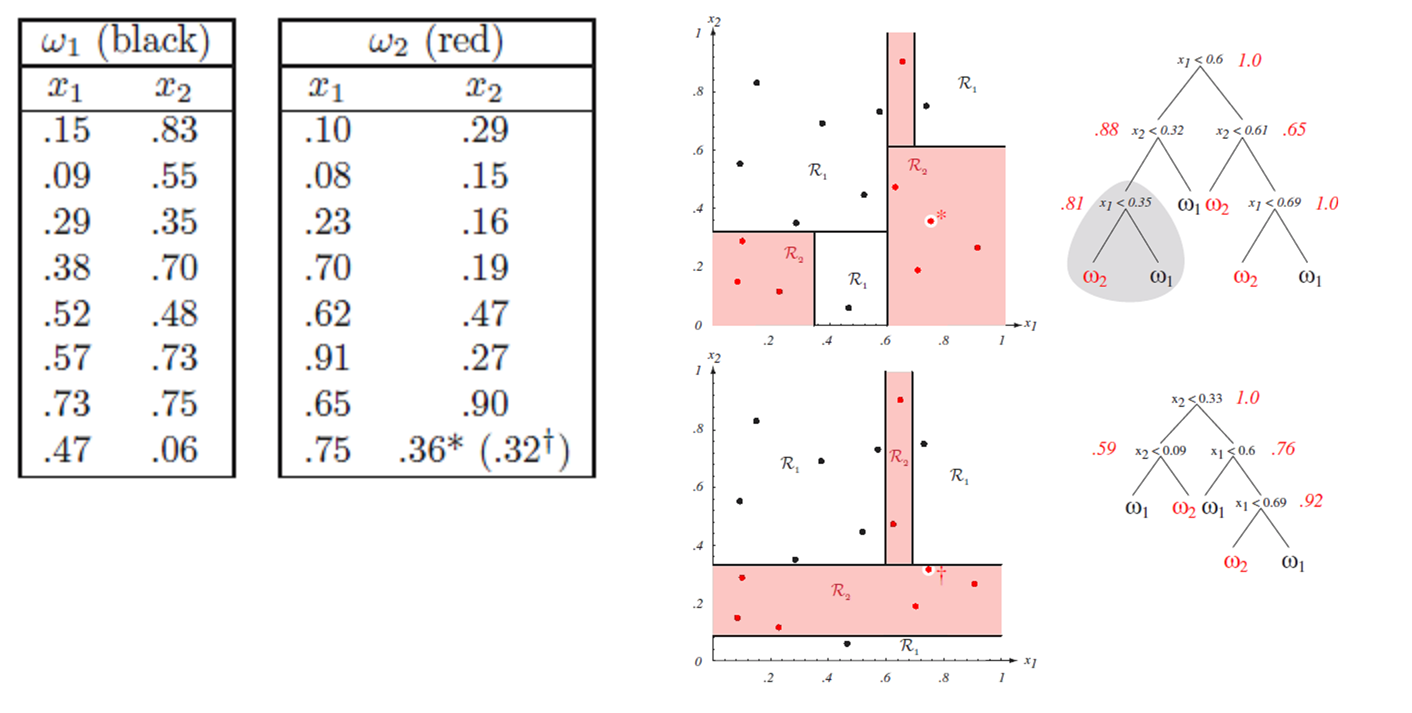 ω1 (black)
x1 x2
.15 .83
.09 .55
.29 .35
.38 .70
.52 .48
.57 .73
.73 .75
.47 .06
ω2 (red)
x1 x2
.10 .29
.08 .15
.23 .16
.70 .19
.62 .47
.91 .27
.65 .90
.75 .36* (.32†)
x2
1
.8
.6
.4
.2
0
.2 .4 .6 .8 1 x1
R1
R1
R2
*
R2
R1
x1 < 0.6 1.0
.88 x2 < 0.32 x2 < 0.61 .65
.81 x1 < 0.35 ω1 ω2 x1 < 0.69 1.0
ω2 ω1 ω2 ω1
x2
1
.8
.6
.4
.2
0
.2 .4 .6 .8 1 x1
R1 R2 R1
†
R2
R1
x2 < 0.33 1.0
.59 x2 < 0.09 x1 < 0.6 .76
ω1 ω2 ω1 x1 < 0.69 .92
ω2 ω1